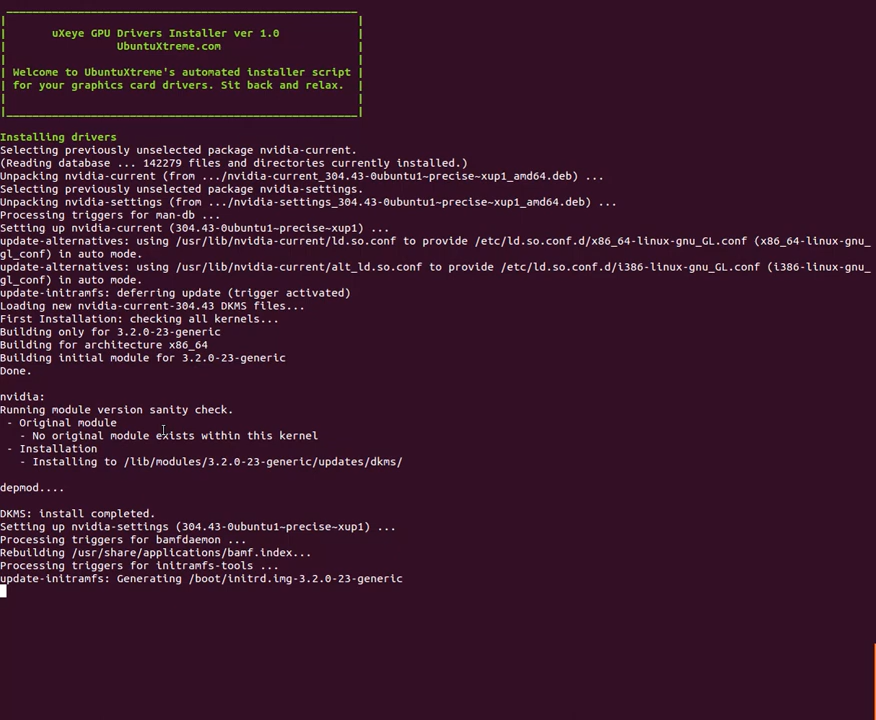 uXeye GPU Drivers Installer ver 1.0
UbuntuXtreme.com
Welcome to UbuntuXtreme's automated installer script
for your graphics card drivers. Sit back and relax.
Installing drivers
Selecting previously unselected package nvidia-current.
(Reading database ... 142279 files and directories currently installed.)
Unpacking nvidia-current (from .../nvidia-current_304.43-0ubuntu1~precise~xup1_amd64.deb) ...
Selecting previously unselected package nvidia-settings.
Unpacking nvidia-settings (from .../nvidia-settings_304.43-0ubuntu1~precise~xup1_amd64.deb) ...
Processing triggers for man-db ...
Setting up nvidia-current (304.43-0ubuntu1~precise~xup1) ...
update-alternatives: using /usr/lib/nvidia-current/ld.so.conf to provide /etc/ld.so.conf.d/x86_64-linux-gnu_GL.conf (x86_64-linux-gnu_
gl_conf) in auto mode.
update-alternatives: using /usr/lib/nvidia-current/alt_ld.so.conf to provide /etc/ld.so.conf.d/i386-linux-gnu_GL.conf (i386-linux-gnu_
gl_conf) in auto mode.
update-initramfs: deferring update (trigger activated)
Loading new nvidia-current-304.43 DKMS files...
First Installation: checking all kernels...
Building only for 3.2.0-23-generic
Building for architecture x86_64
Building initial module for 3.2.0-23-generic
Done.
nvidia:
Running module version sanity check.
- Original module
- No original module exists within this kernel
- Installation
- Installing to /lib/modules/3.2.0-23-generic/updates/dkms/
depmod....
DKMS: install completed.
Setting up nvidia-settings (304.43-0ubuntu1~precise~xup1) ...
Processing triggers for bamfdaemon ...
Rebuilding /usr/share/applications/bamf.index...
Processing triggers for initramfs-tools ...
update-initramfs: Generating /boot/initrd.img-3.2.0-23-generic